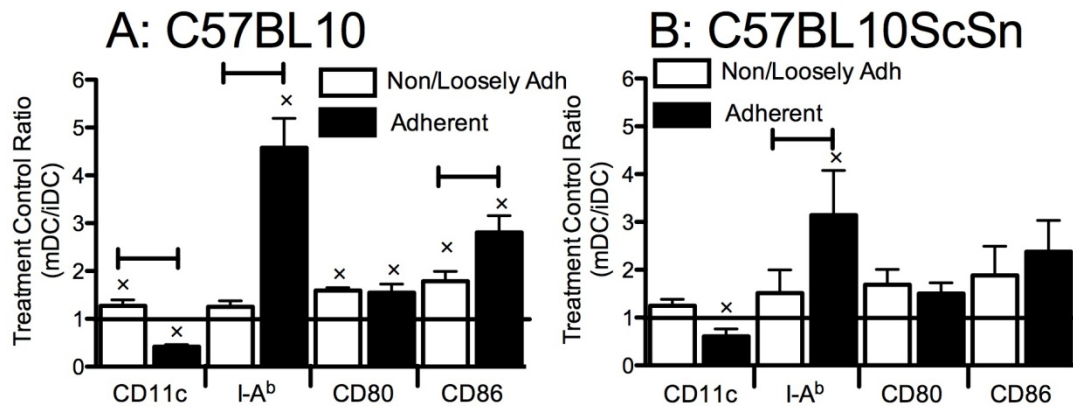 A: C57BL10
B: C57BL10ScSn
Treatment Control Ratio
(mDC/iDC)
6
5
4
3
2
1
0
Non/Loosely Adh
Adherent
×
×
×
×
×
×
×
CD11c
I-Aᵇ
CD80
CD86
Treatment Control Ratio
(mDC/iDC)
6
5
4
3
2
1
0
Non/Loosely Adh
Adherent
×
×
CD11c
I-Aᵇ
CD80
CD86